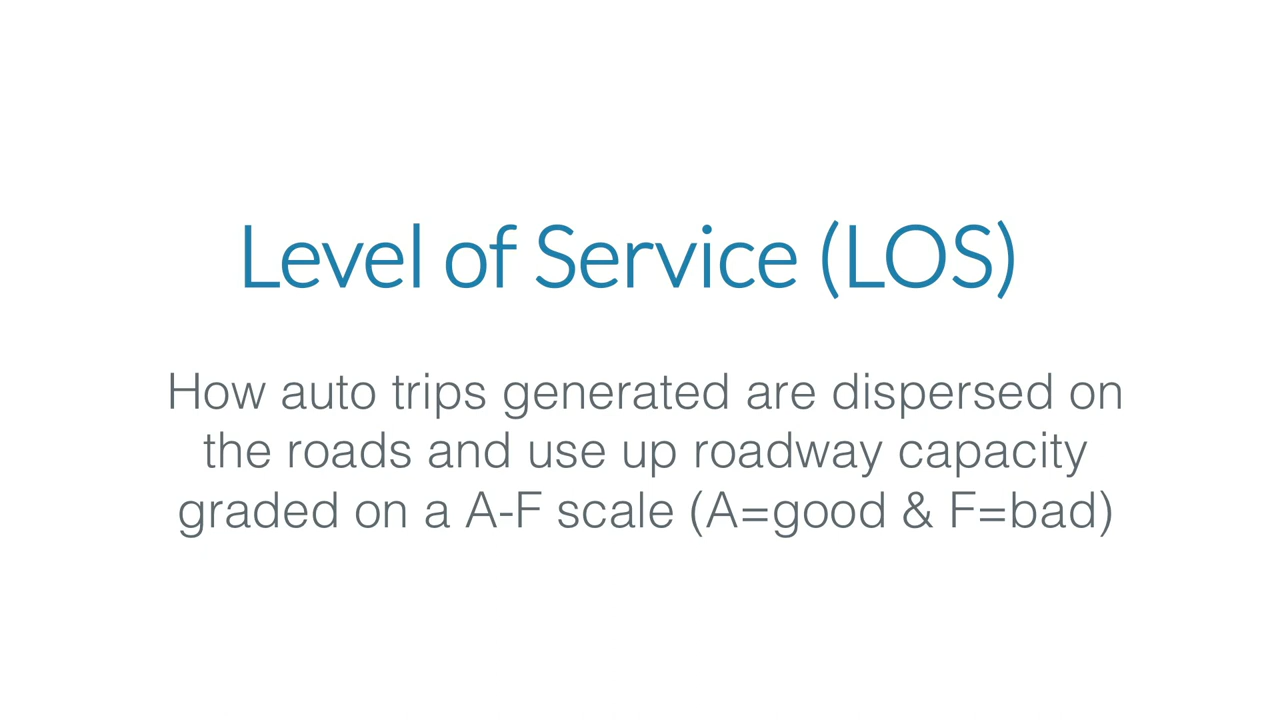 Level of Service (LOS)
How auto trips generated are dispersed on
the roads and use up roadway capacity
graded on a A-F scale (A=good & F=bad)